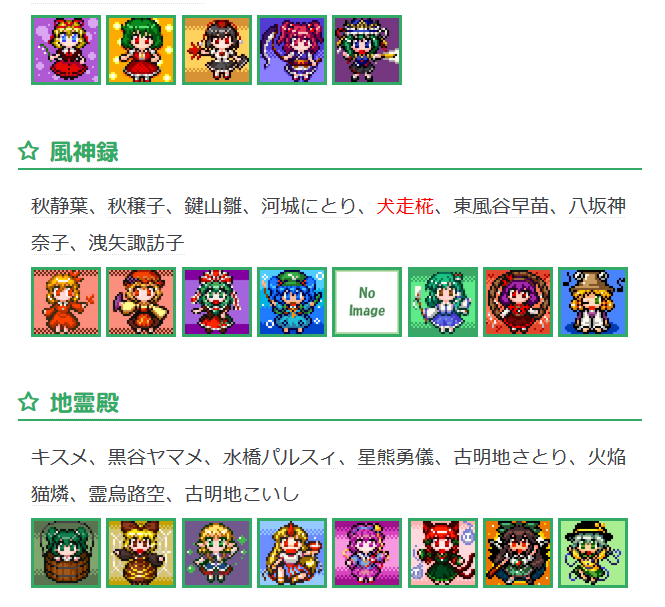 ☆ 風神録
秋静葉、秋穣子、鍵山雛、河城にとり、犬走椛、東風谷早苗、八坂神
奈子、洩矢諏訪子
No
Image
☆ 地霊殿
キスメ、黒谷ヤマメ、水橋パルスィ、星熊勇儀、古明地さとり、火焔
猫燐、霊烏路空、古明地こいし